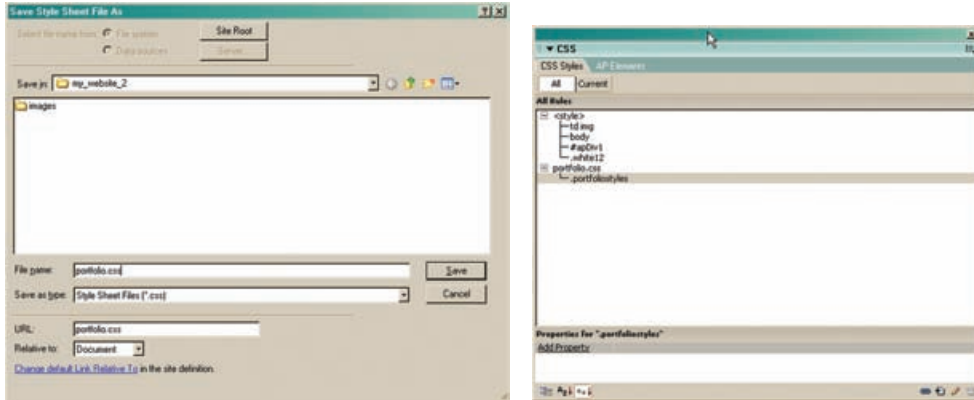 Save Style Sheet File As
Select file name from: File system
Site Root
Data sources
Server...
Save in: my_website_2
images
File name: portfolio.css
Save
Save as type: Style Sheet Files (*.css)
Cancel
URL: portfolio.css
Relative to: Document
Change default Link Relative To in the site definition.
CSS
CSS Styles AP Elements
All Current
All Rules
<style>
td img
body
#apDiv1
.white12
portfolio.css
.portfoliostyles
Properties for ".portfoliostyles"
Add Property